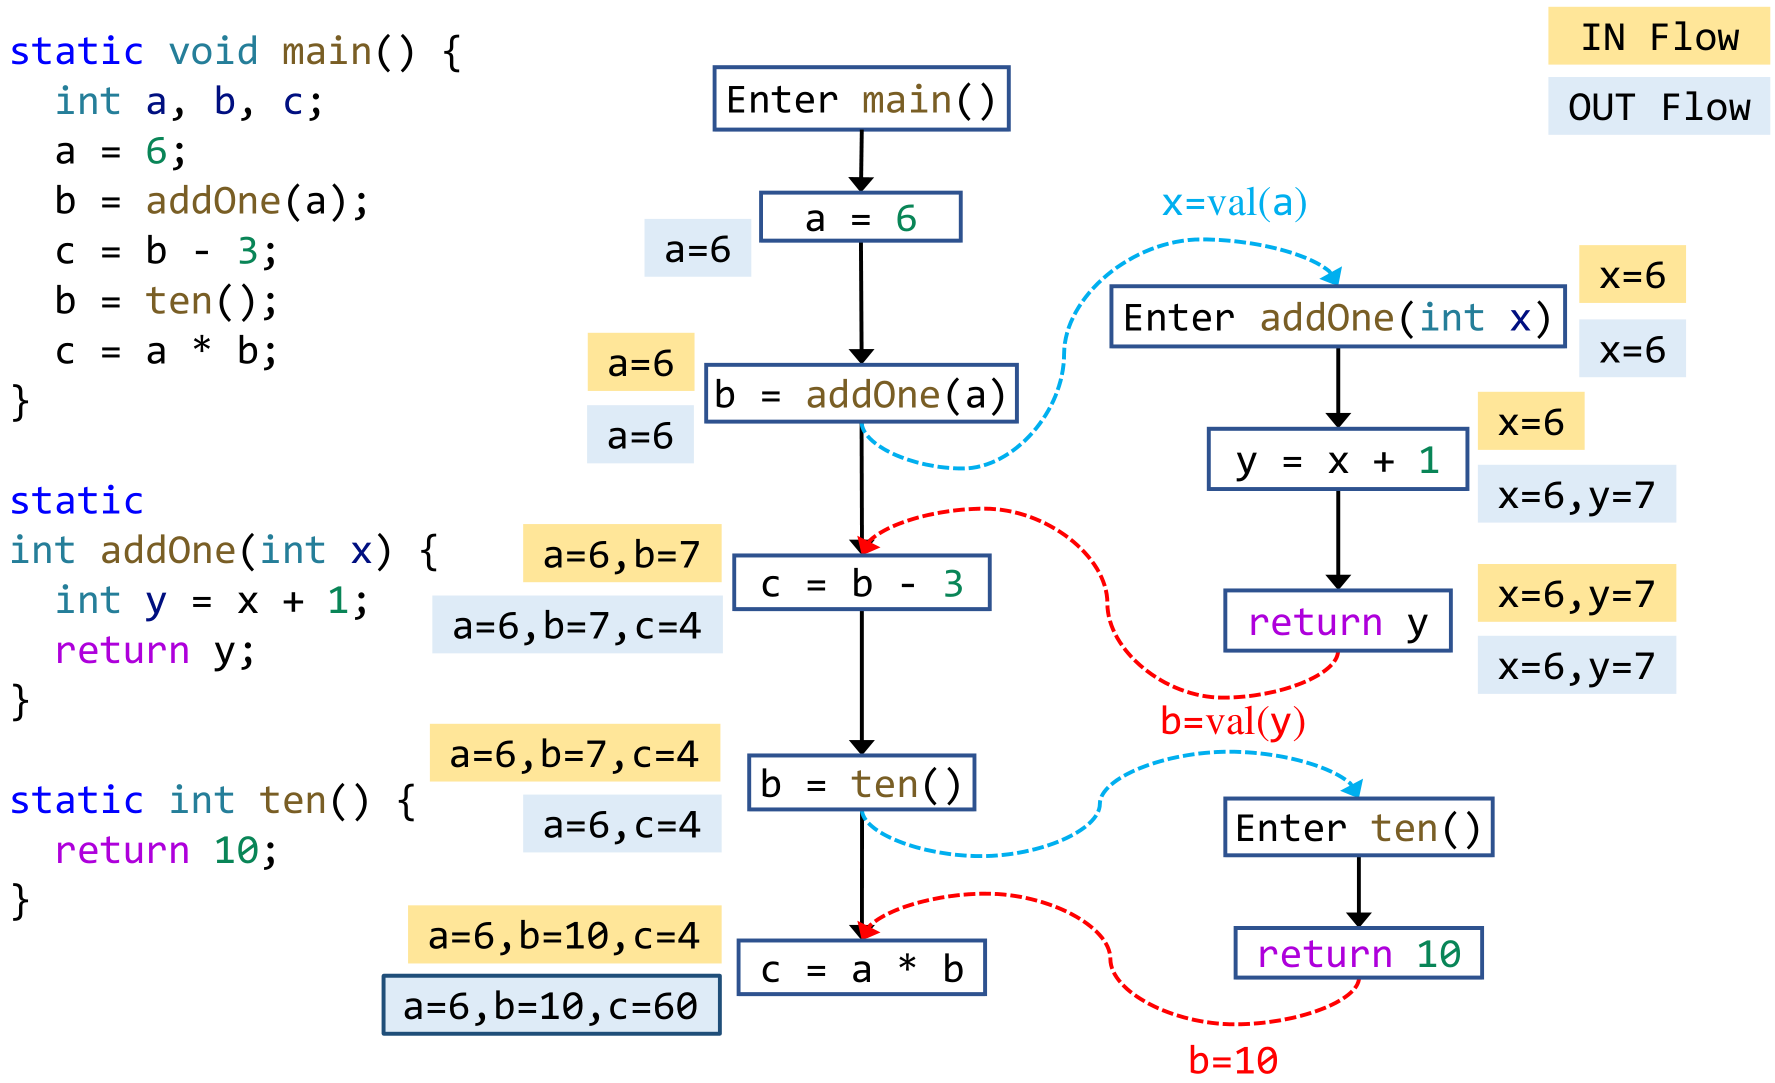 static void main() {
  int a, b, c;
  a = 6;
  b = addOne(a);
  c = b - 3;
  b = ten();
  c = a * b;
}
static
int addOne(int x) {
  int y = x + 1;
  return y;
}
static int ten() {
  return 10;
}
IN Flow
OUT Flow
Enter main()
a = 6
a=6
a=6
b = addOne(a)
a=6
a=6,b=7
c = b - 3
a=6,b=7,c=4
a=6,b=7,c=4
b = ten()
a=6,c=4
a=6,b=10,c=4
c = a * b
a=6,b=10,c=60
x=val(a)
x=6
Enter addOne(int x)
x=6
x=6
y = x + 1
x=6,y=7
x=6,y=7
return y
x=6,y=7
b=val(y)
Enter ten()
return 10
b=10